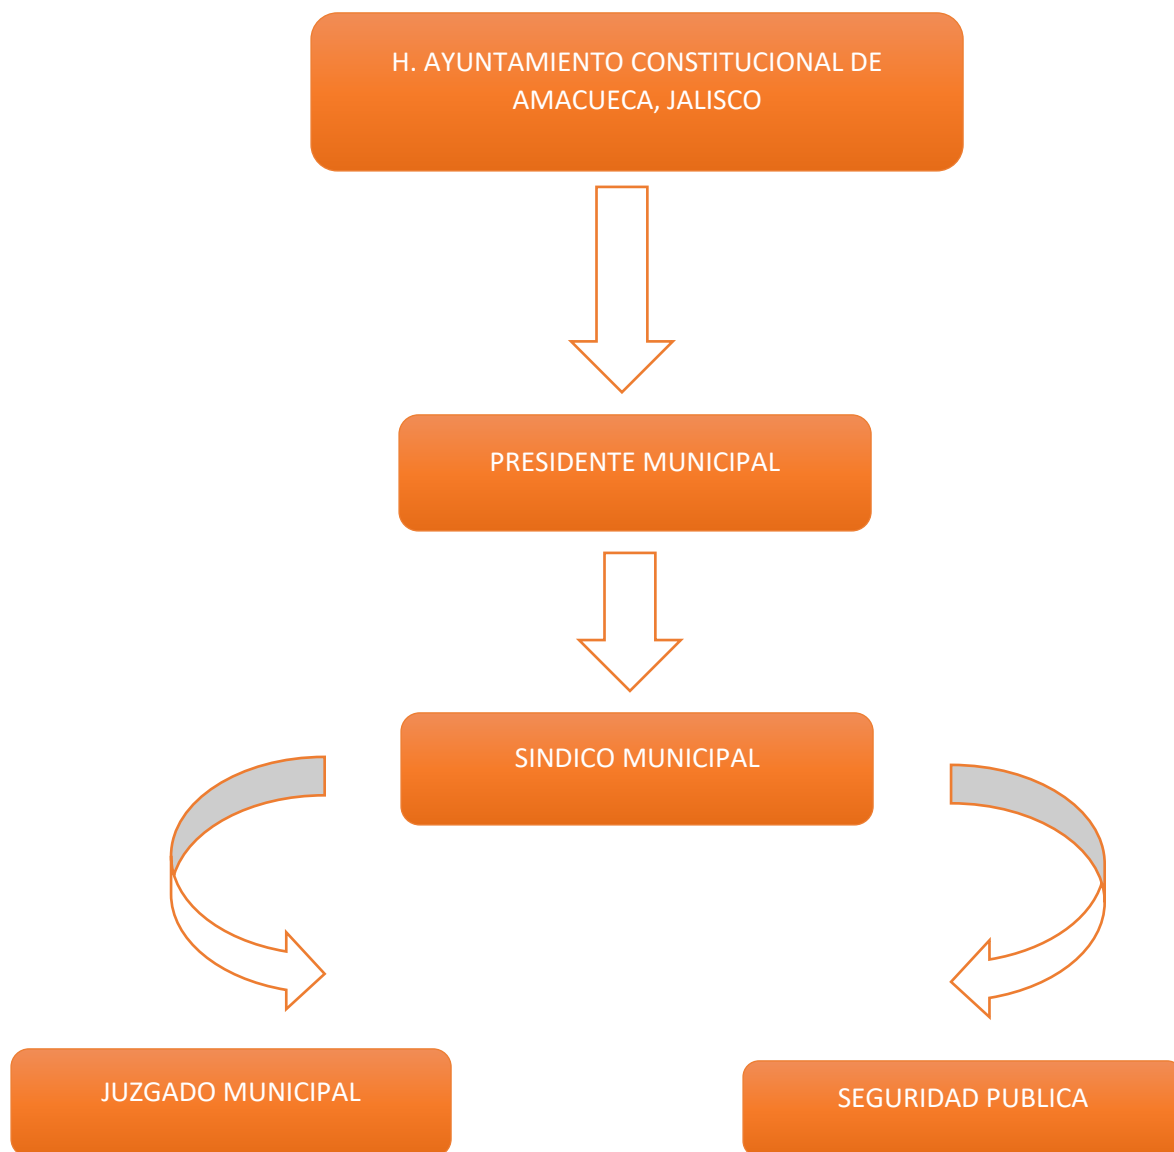 H. AYUNTAMIENTO CONSTITUCIONAL DE
AMACUECA, JALISCO
PRESIDENTE MUNICIPAL
SINDICO MUNICIPAL
JUZGADO MUNICIPAL
SEGURIDAD PUBLICA